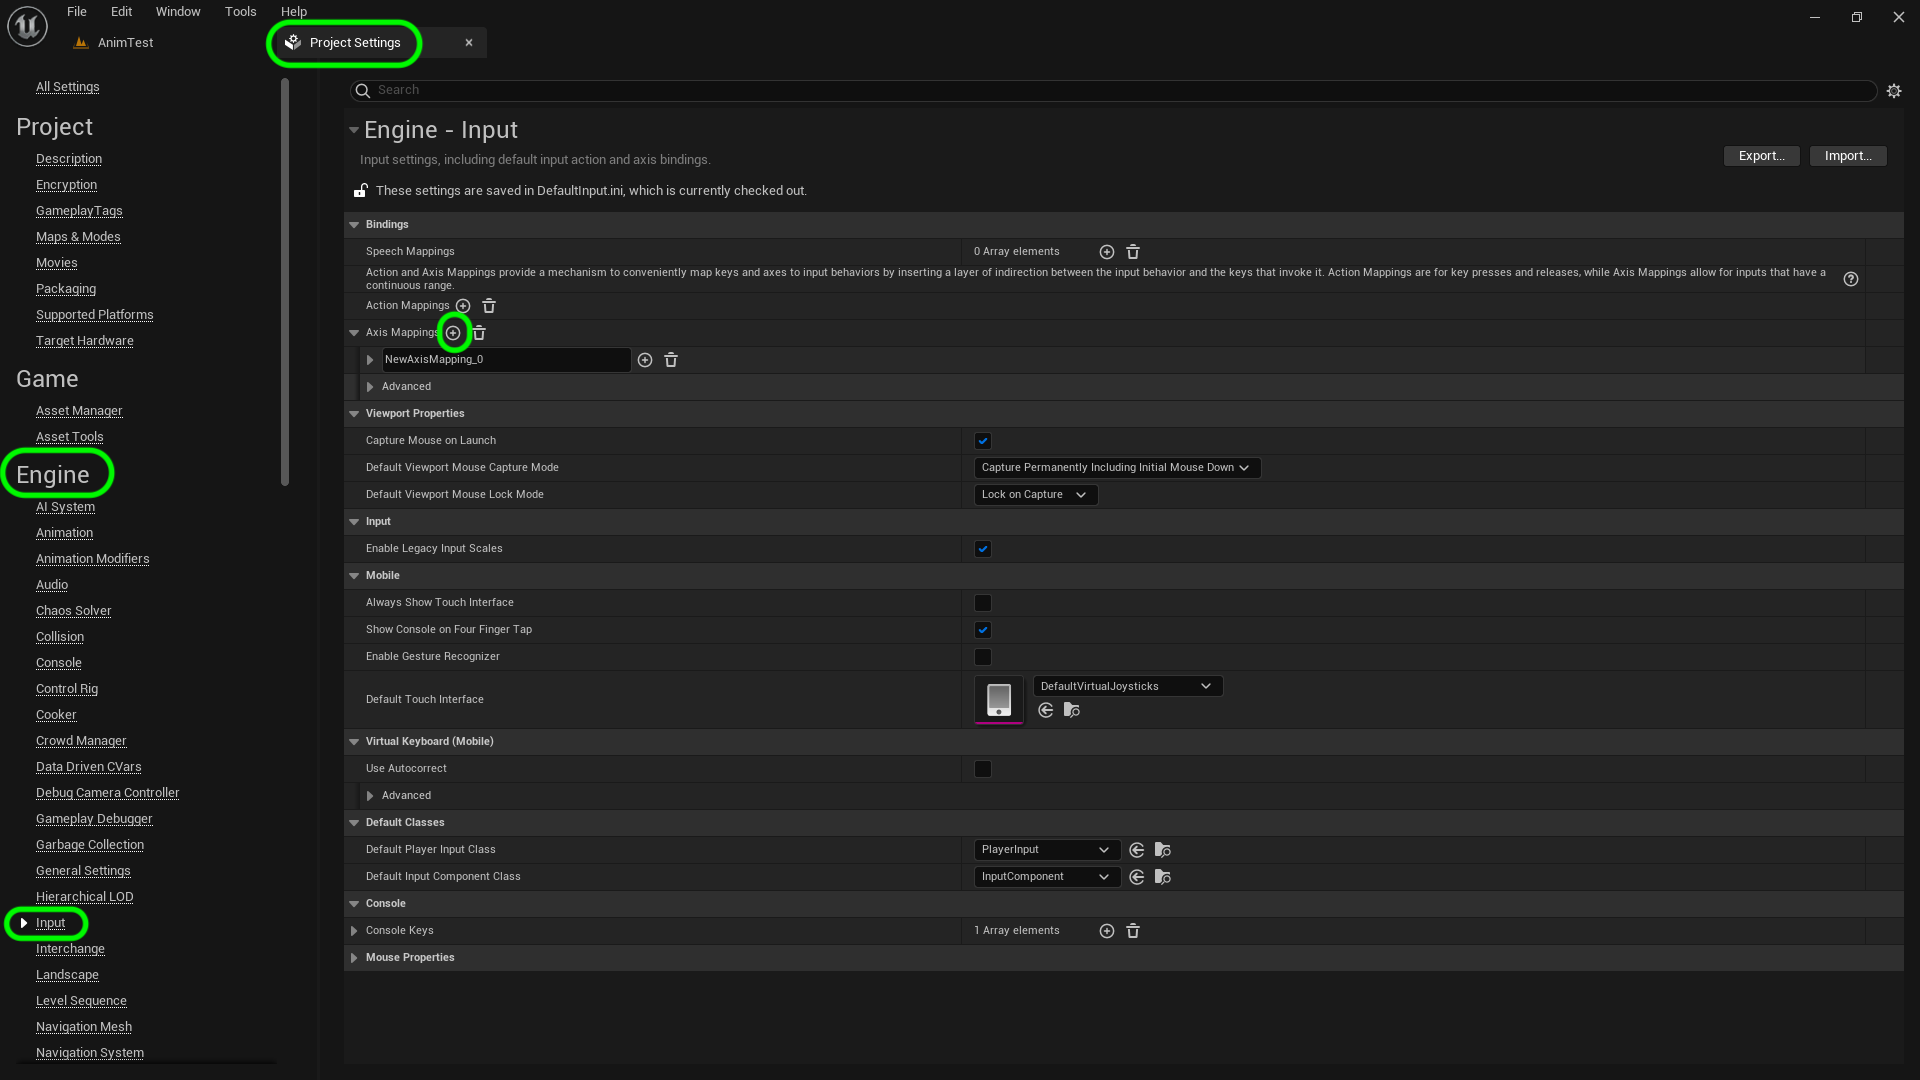 File Edit Window Tools Help
AnimTest
Project Settings
All Settings
Project
Description
Encryption
GameplayTags
Maps & Modes
Movies
Packaging
Supported Platforms
Target Hardware
Game
Asset Manager
Asset Tools
Engine
AI System
Animation
Animation Modifiers
Audio
Chaos Solver
Collision
Console
Control Rig
Cooker
Crowd Manager
Data Driven CVars
Debug Camera Controller
Gameplay Debugger
Garbage Collection
General Settings
Hierarchical LOD
Input
Interchange
Landscape
Level Sequence
Navigation Mesh
Navigation System
Search
Engine - Input
Input settings, including default input action and axis bindings.
Export... Import...
These settings are saved in DefaultInput.ini, which is currently checked out.
Bindings
Speech Mappings 0 Array elements
Action and Axis Mappings provide a mechanism to conveniently map keys and axes to input behaviors by inserting a layer of indirection between the input behavior and the keys that invoke it. Action Mappings are for key presses and releases, while Axis Mappings allow for inputs that have a
continuous range.
Action Mappings
Axis Mappings
NewAxisMapping_0
Advanced
Viewport Properties
Capture Mouse on Launch
Default Viewport Mouse Capture Mode Capture Permanently Including Initial Mouse Down
Default Viewport Mouse Lock Mode Lock on Capture
Input
Enable Legacy Input Scales
Mobile
Always Show Touch Interface
Show Console on Four Finger Tap
Enable Gesture Recognizer
Default Touch Interface DefaultVirtualJoysticks
Virtual Keyboard (Mobile)
Use Autocorrect
Advanced
Default Classes
Default Player Input Class PlayerInput
Default Input Component Class InputComponent
Console
Console Keys 1 Array elements
Mouse Properties